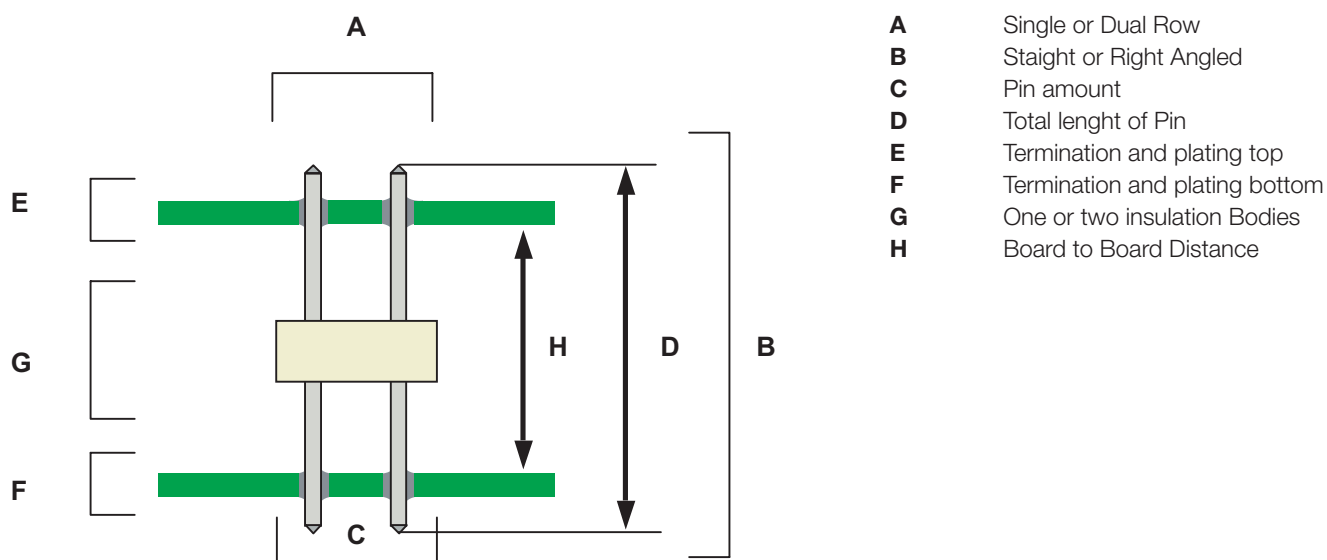 A
E
G
F
H
D
B
C
A Single or Dual Row
B Staight or Right Angled
C Pin amount
D Total lenght of Pin
E Termination and plating top
F Termination and plating bottom
G One or two insulation Bodies
H Board to Board Distance